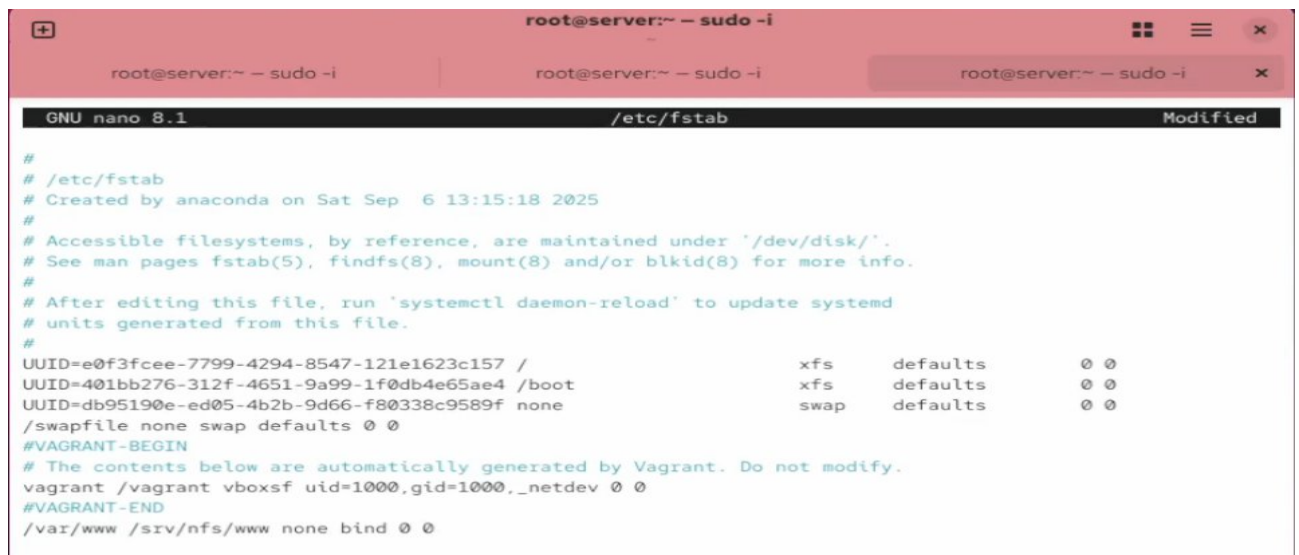 root@server:~ — sudo -i
root@server:~ — sudo -i
root@server:~ — sudo -i
root@server:~ — sudo -i
GNU nano 8.1 /etc/fstab Modified
#
# /etc/fstab
# Created by anaconda on Sat Sep  6 13:15:18 2025
#
# Accessible filesystems, by reference, are maintained under '/dev/disk/'.
# See man pages fstab(5), findfs(8), mount(8) and/or blkid(8) for more info.
#
# After editing this file, run 'systemctl daemon-reload' to update systemd
# units generated from this file.
#
UUID=e0f3fcee-7799-4294-8547-121e1623c157 / xfs defaults 0 0
UUID=401bb276-312f-4651-9a99-1f0db4e65ae4 /boot xfs defaults 0 0
UUID=db95190e-ed05-4b2b-9d66-f80338c9589f none swap defaults 0 0
/swapfile none swap defaults 0 0
#VAGRANT-BEGIN
# The contents below are automatically generated by Vagrant. Do not modify.
vagrant /vagrant vboxsf uid=1000,gid=1000,_netdev 0 0
#VAGRANT-END
/var/www /srv/nfs/www none bind 0 0